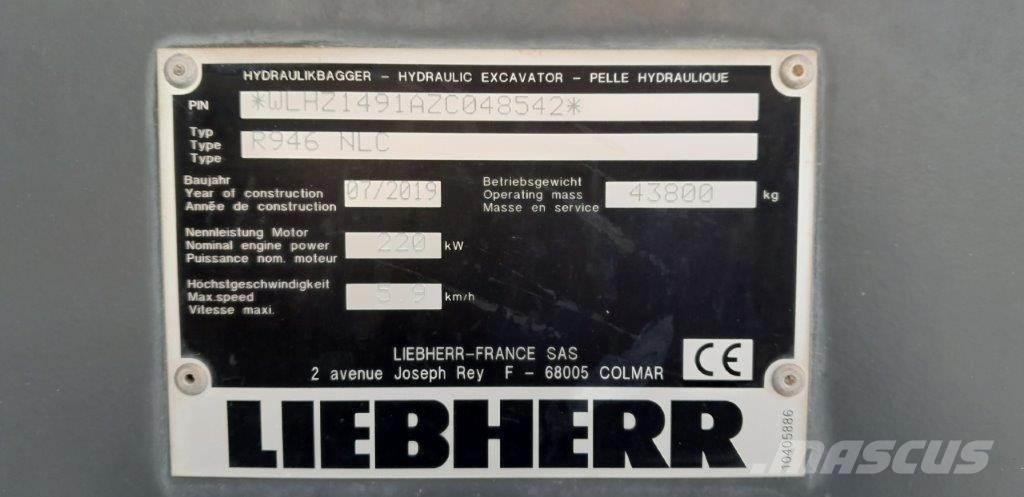 HYDRAULIKBAGGER - HYDRAULIC EXCAVATOR - PELLE HYDRAULIQUE
PIN *WLHZ1491AZC048542*
Typ
Type R946 NLC
Type
Baujahr
Year of construction 07/2019
Année de construction
Betriebsgewicht
Operating mass 43800 kg
Masse en service
Nennleistung Motor
Nominal engine power 220 kW
Puissance nom. moteur
Höchstgeschwindigkeit
Max.speed 5.9 km/h
Vitesse maxi.
LIEBHERR-FRANCE SAS
2 avenue Joseph Rey F - 68005 COLMAR
CE
LIEBHERR
10405886
MASCUS